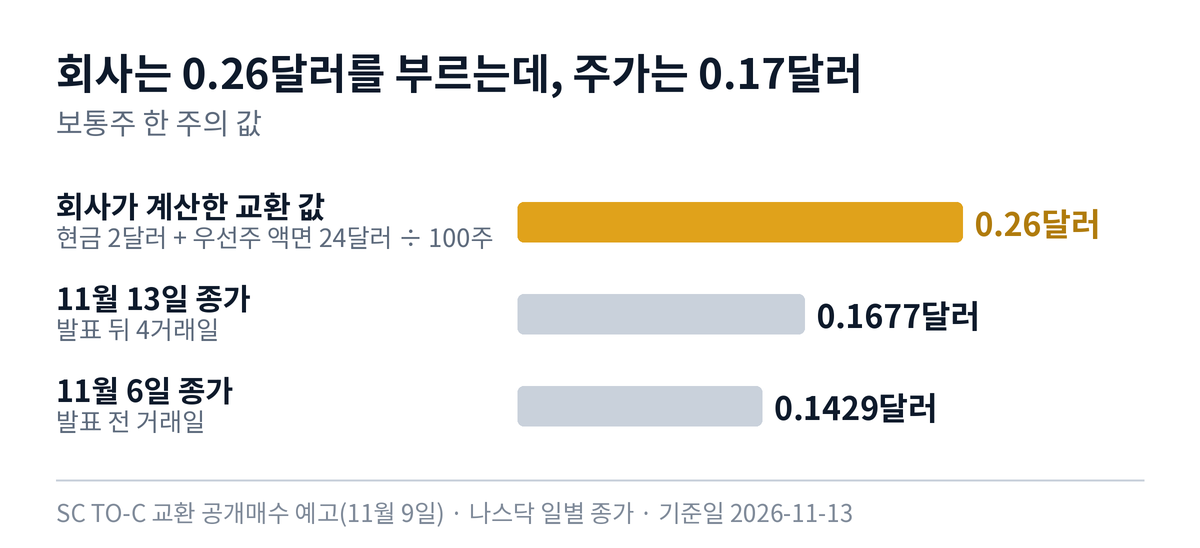 회사는 0.26달러를 부르는데, 주가는 0.17달러
보통주 한 주의 값
회사가 계산한 교환 값
현금 2달러 + 우선주 액면 24달러 ÷ 100주
0.26달러
11월 13일 종가
발표 뒤 4거래일
0.1677달러
11월 6일 종가
발표 전 거래일
0.1429달러
SC TO-C 교환 공개매수 예고(11월 9일) · 나스닥 일별 종가 · 기준일 2026-11-13